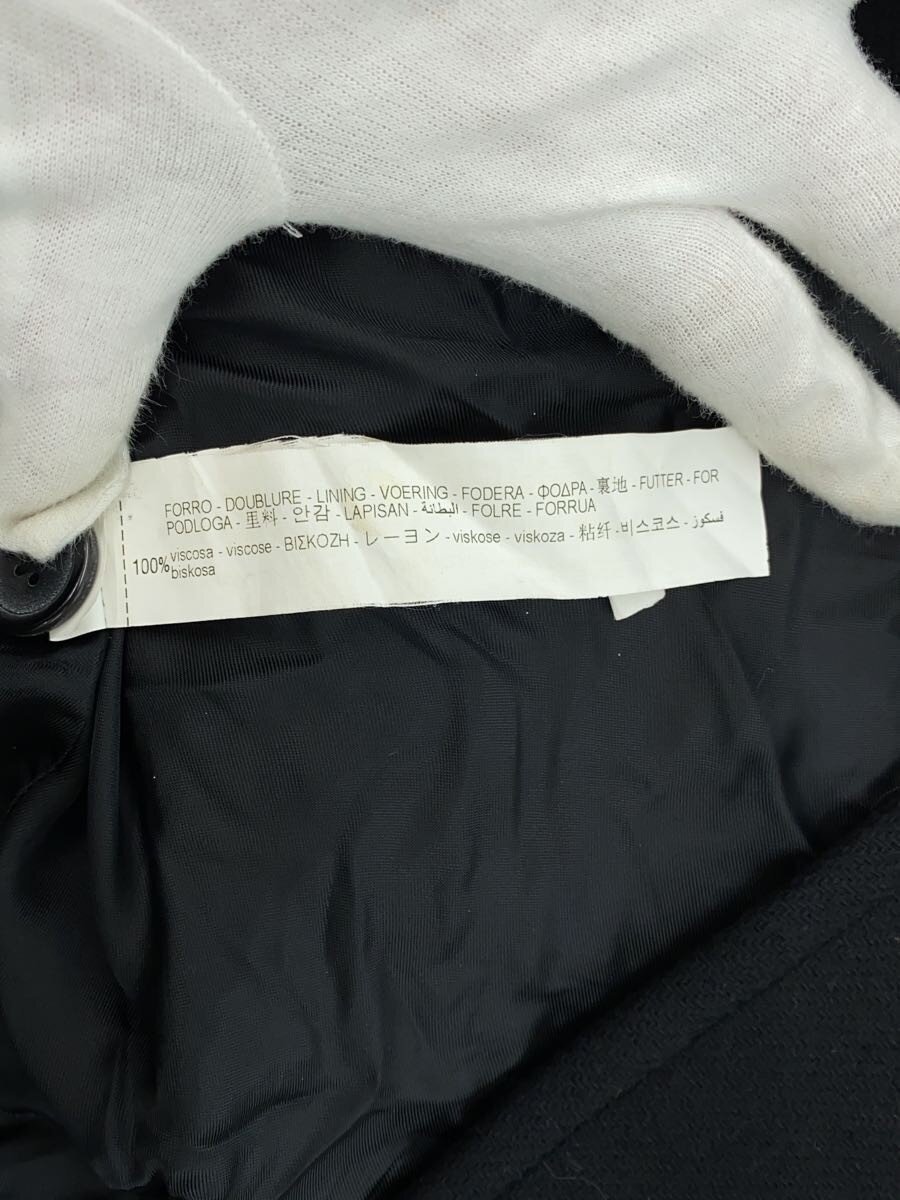 FORRO - DOUBLURE - LINING - VOERING - FODERA - ΦΟΔΡΑ - 裏地 - FUTTER - FOR
PODLOGA - 里料 - 안감 - LAPISAN - البطانة - FOLRE - FORRUA
100% viscosa - viscose - ΒΙΣΚΟΖΗ - レーヨン - viskose - viskoza - 粘纤 - 비스코스 - فسكوز
biskosa